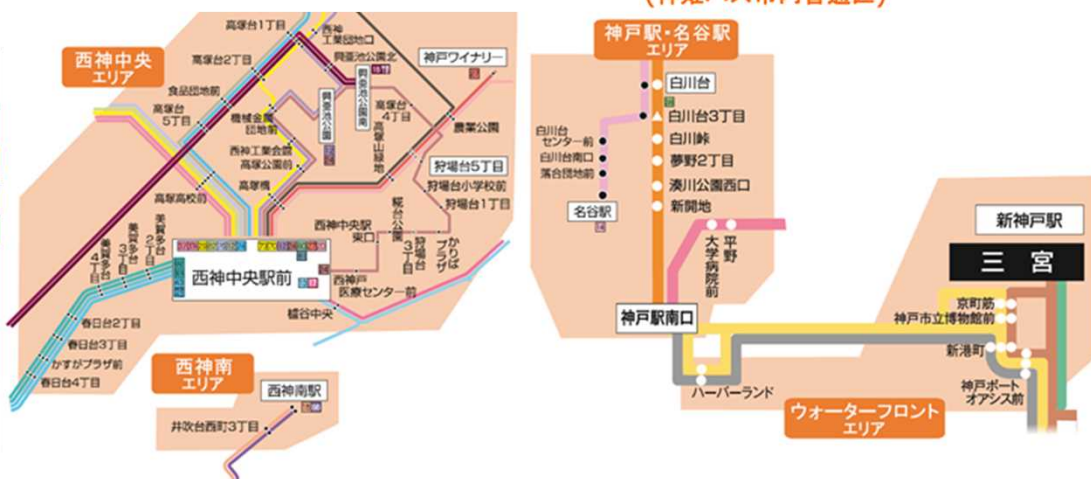 西神中央
エリア
高塚台1丁目
西神
工業団地口
高塚台2丁目
興亜池公園北
食品団地前
興亜池公園南
興亜池公園
神戸ワイナリー
高塚台
5丁目
機械金属
団地前
高塚台
4丁目
農業公園
西神工業会館
高塚公園前
高塚山緑地
狩場台5丁目
高塚高校前
高塚橋
狩場台小学校前
狩場台1丁目
西神中央駅
東口
糀台公園
狩場台
3丁目
かりば
プラザ
美賀多台
2丁目
美賀多台
3丁目
美賀多台
4丁目
西神中央駅前
西神戸
医療センター前
櫨谷中央
春日台2丁目
春日台3丁目
かすがプラザ前
春日台4丁目
西神南
エリア
西神南駅
井吹台西町3丁目
神戸駅・名谷駅
エリア
白川台
白川台3丁目
白川台
センター前
白川峠
白川台南口
夢野2丁目
落合団地前
湊川公園西口
名谷駅
新開地
平野
大学病院前
神戸駅南口
新神戸駅
三宮
京町筋
神戸市立博物館前
新港町
ハーバーランド
神戸ポート
オアシス前
ウォーターフロント
エリア